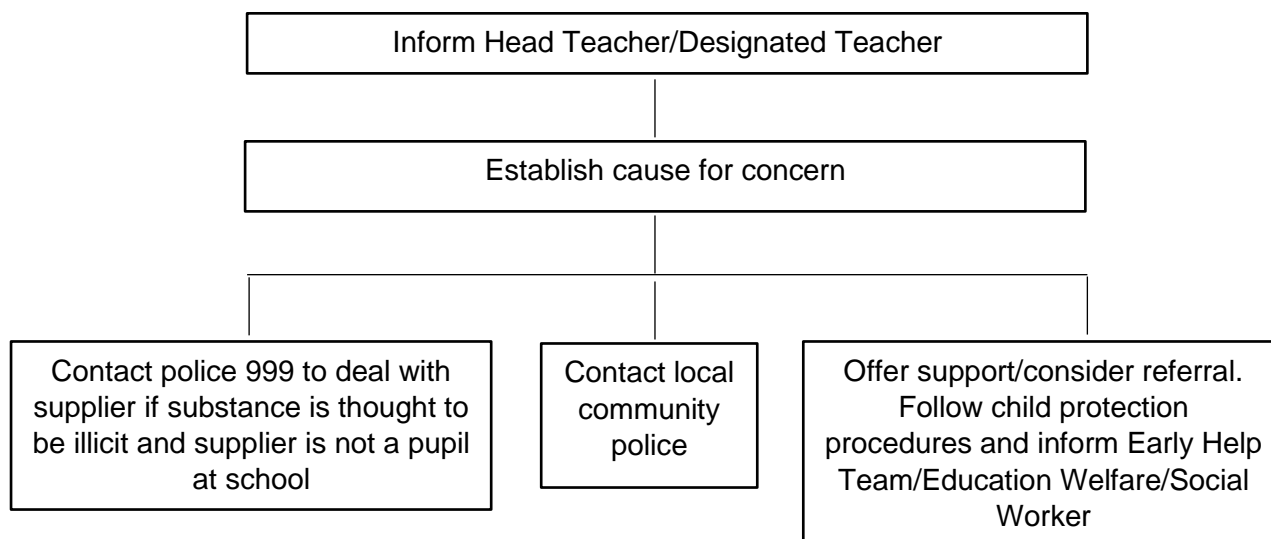 Inform Head Teacher/Designated Teacher
Establish cause for concern
Contact police 999 to deal with
supplier if substance is thought to
be illicit and supplier is not a pupil
at school
Contact local
community
police
Offer support/consider referral.
Follow child protection
procedures and inform Early Help
Team/Education Welfare/Social
Worker